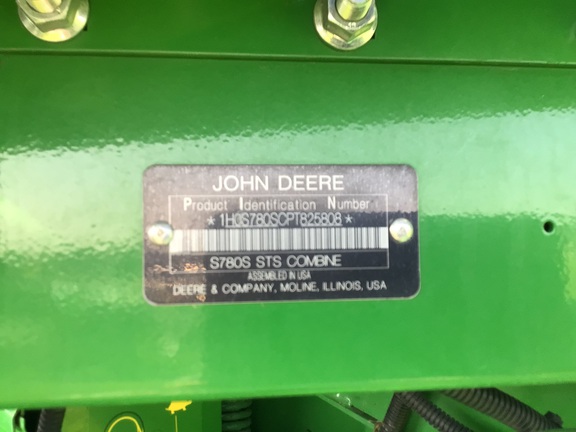 JOHN DEERE
Product Identification Number
*1H0S780SCPT825808*
S780S STS COMBINE
ASSEMBLED IN USA
DEERE & COMPANY, MOLINE, ILLINOIS, USA